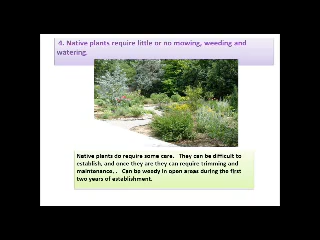 4. Native plants require little or no mowing, weeding and
watering.
Native plants do require some care. They can be difficult to
establish, and once they are they can require trimming and
maintenance. . Can be weedy in open areas during the first
two years of establishment.